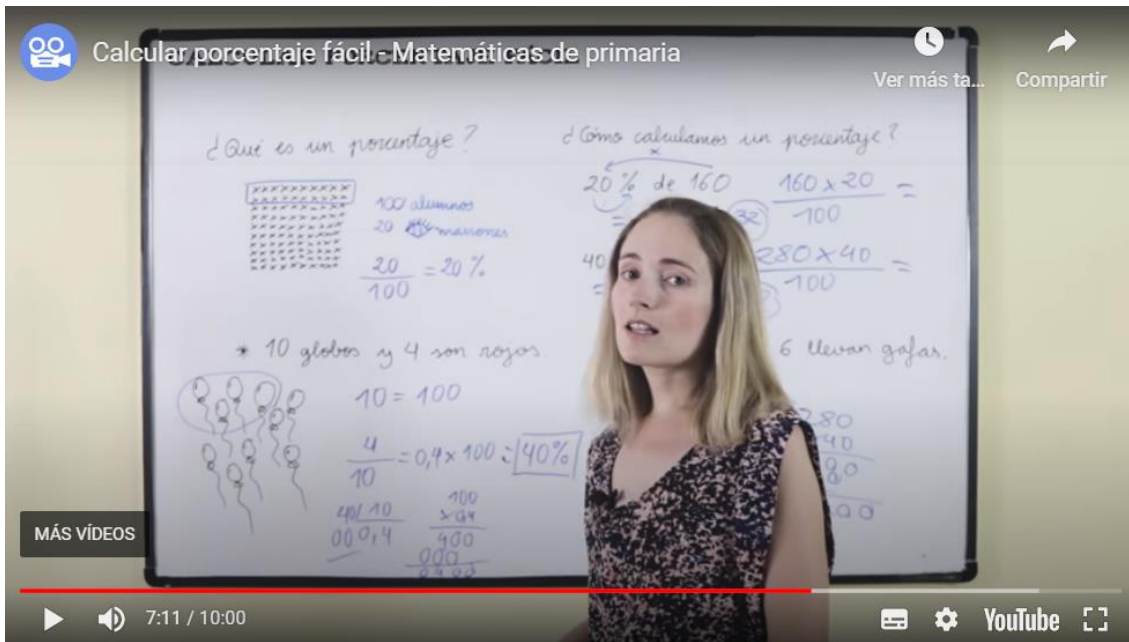 Calcular porcentaje fácil - Matemáticas de primaria
Ver más ta...
Compartir
¿Qué es un porcentaje?
100 alumnos
20 marrones
20
100
= 20 %
¿Cómo calculamos un porcentaje?
x
20 % de 160
160 x 20
100
=
=
32
40
280 x 40
100
=
=
* 10 globos y 4 son rojos.
10 = 100
4
10
= 0,4 x 100 = 40%
40 10
000,4
100
x 0,4
400
000
6 llevan gafas.
280
40
MÁS VÍDEOS
7:11 / 10:00
YouTube